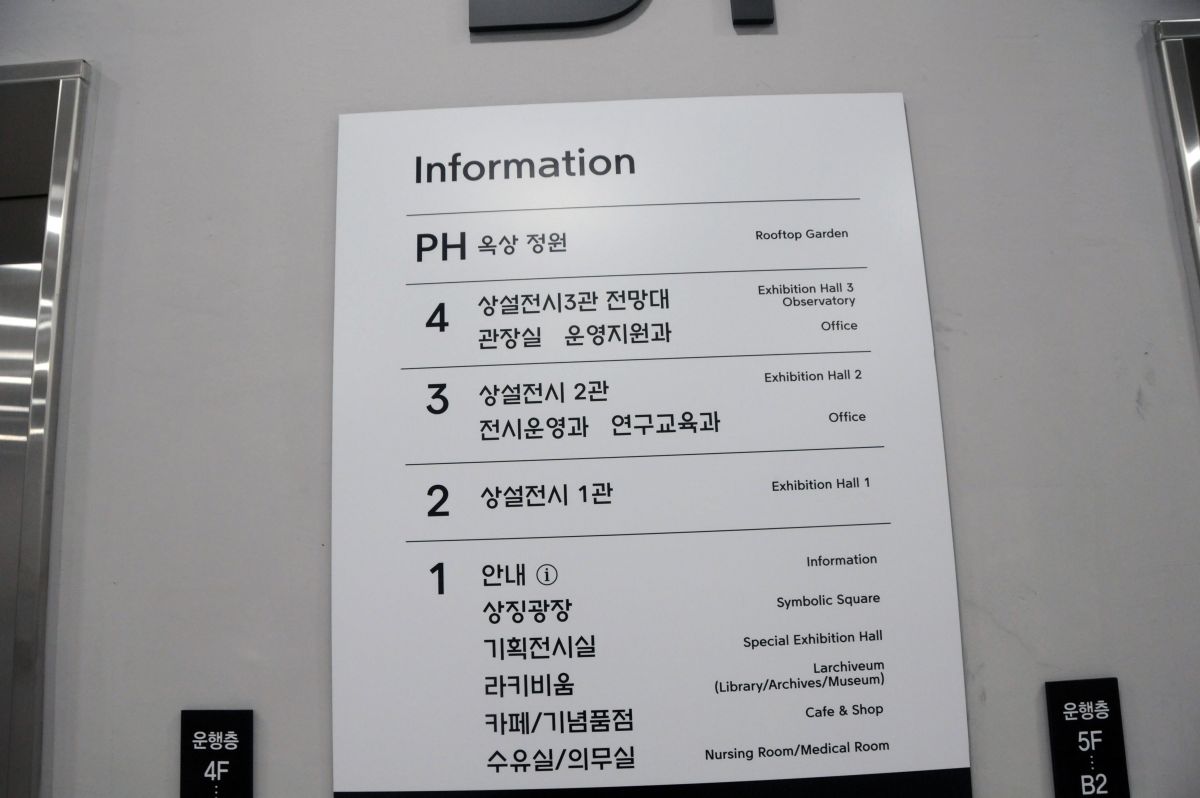 Information
PH 옥상 정원 Rooftop Garden
4 상설전시3관 전망대 Exhibition Hall 3
Observatory
관장실 운영지원과 Office
3 상설전시 2관 Exhibition Hall 2
전시운영과 연구교육과 Office
2 상설전시 1관 Exhibition Hall 1
1 안내 i Information
상징광장 Symbolic Square
기획전시실 Special Exhibition Hall
라키비움 Larchiveum
(Library/Archives/Museum)
카페/기념품점 Cafe & Shop
수유실/의무실 Nursing Room/Medical Room
운행층
4F
운행층
5F
B2